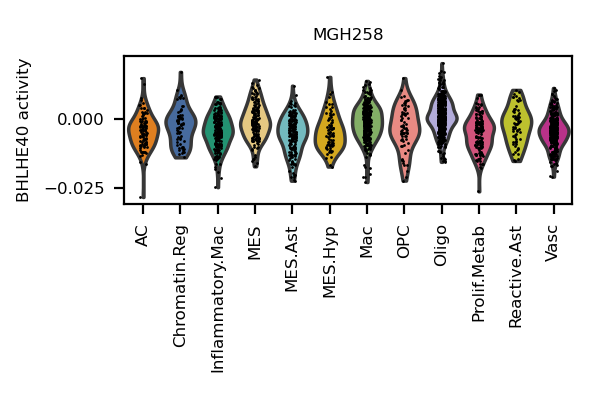 MGH258
BHLHE40 activity
0.000
−0.025
AC
Chromatin.Reg
Inflammatory.Mac
MES
MES.Ast
MES.Hyp
Mac
OPC
Oligo
Prolif.Metab
Reactive.Ast
Vasc